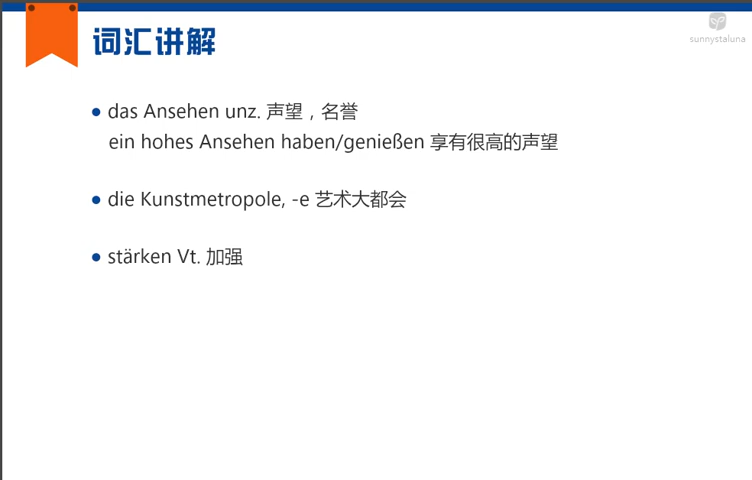 sunnystaluna
词汇讲解
das Ansehen unz. 声望，名誉
ein hohes Ansehen haben/genießen 享有很高的声望
die Kunstmetropole, -e 艺术大都会
stärken Vt. 加强